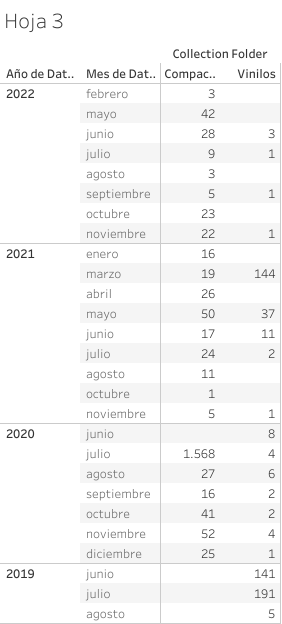 Hoja 3
Collection Folder
Año de Dat.. Mes de Dat.. Compac.. Vinilos
2022 febrero 3
mayo 42
junio 28 3
julio 9 1
agosto 3
septiembre 5 1
octubre 23
noviembre 22 1
2021 enero 16
marzo 19 144
abril 26
mayo 50 37
junio 17 11
julio 24 2
agosto 11
octubre 1
noviembre 5 1
2020 junio 8
julio 1.568 4
agosto 27 6
septiembre 16 2
octubre 41 2
noviembre 52 4
diciembre 25 1
2019 junio 141
julio 191
agosto 5